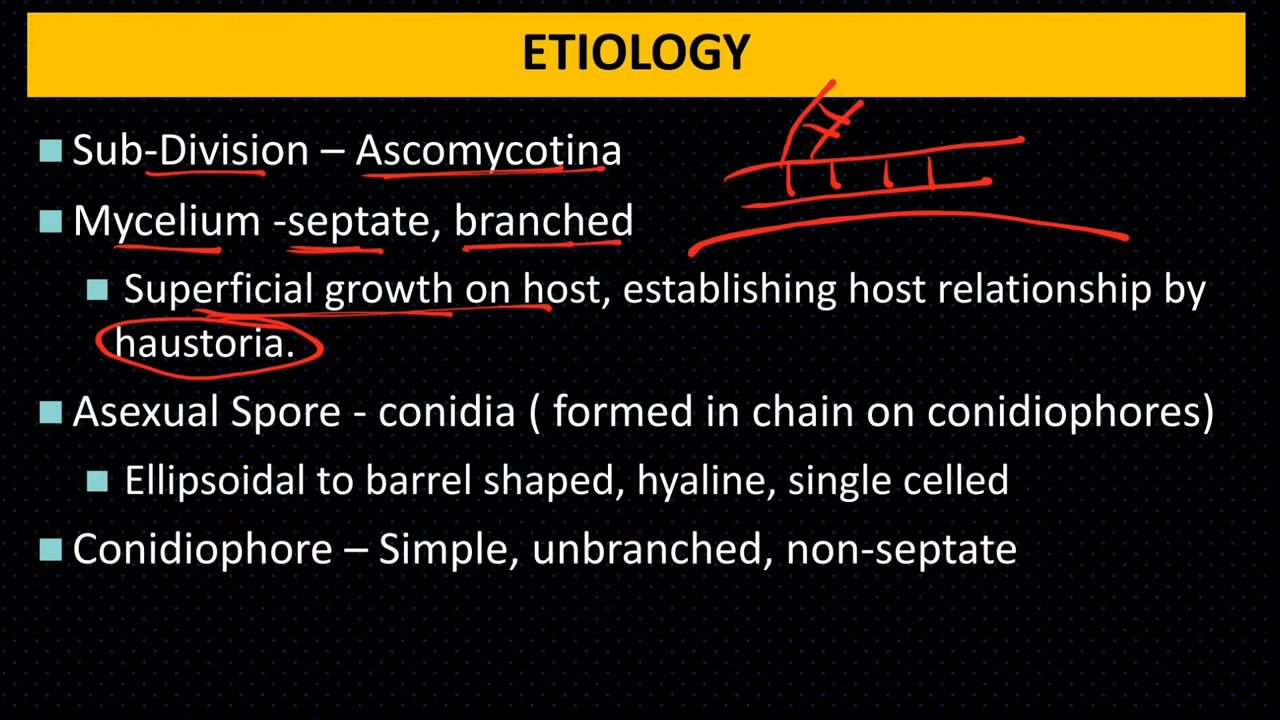 ETIOLOGY
Sub-Division – Ascomycotina
Mycelium -septate, branched
Superficial growth on host, establishing host relationship by
haustoria.
Asexual Spore - conidia ( formed in chain on conidiophores)
Ellipsoidal to barrel shaped, hyaline, single celled
Conidiophore – Simple, unbranched, non-septate